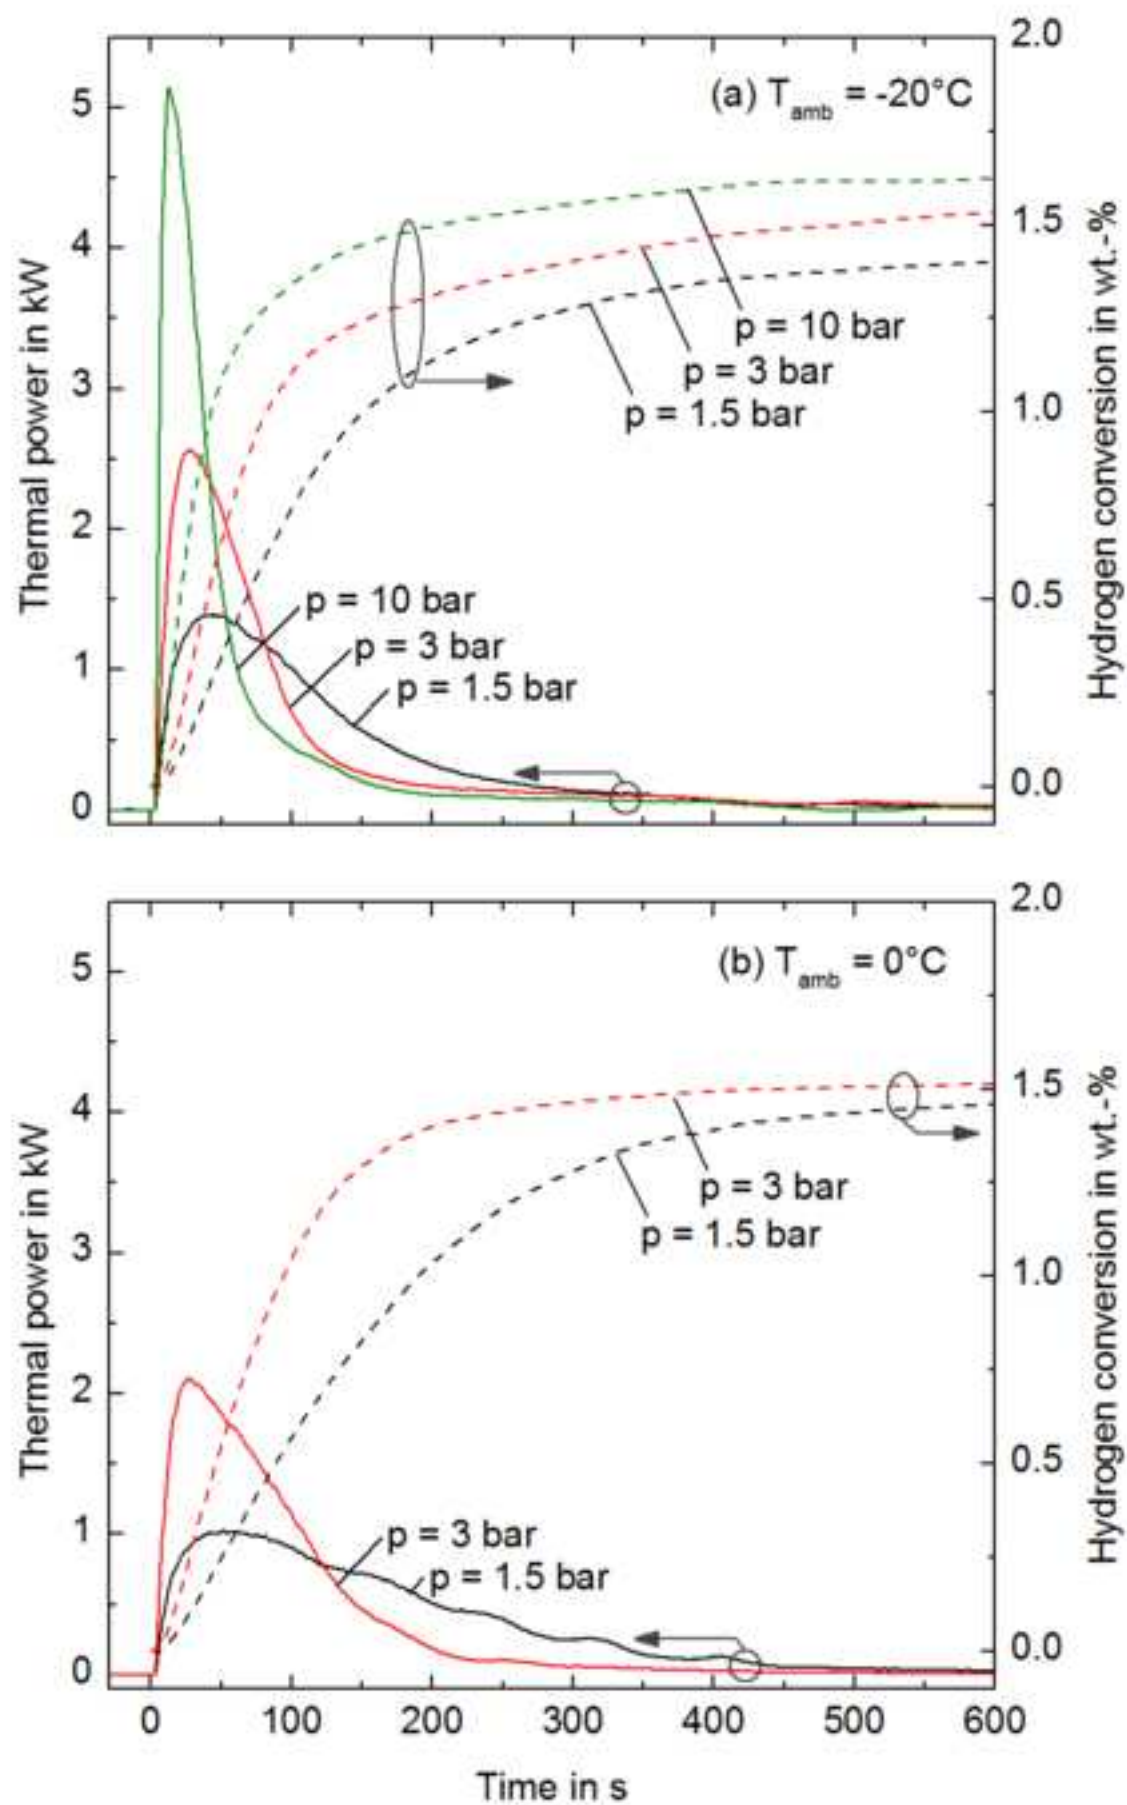 2.0
(a) Tamb = -20°C
5
1.5
4
p = 10 bar
p = 3 bar
3
1.0
p = 1.5 bar
2
p = 10 bar
0.5
p = 3 bar
1
p = 1.5 bar
0.0
0
Thermal power in kW
Hydrogen conversion in wt.-%
2.0
(b) Tamb = 0°C
5
1.5
4
p = 3 bar
p = 1.5 bar
3
1.0
2
0.5
1
p = 3 bar
p = 1.5 bar
0.0
0
Thermal power in kW
Hydrogen conversion in wt.-%
0 100 200 300 400 500 600
Time in s